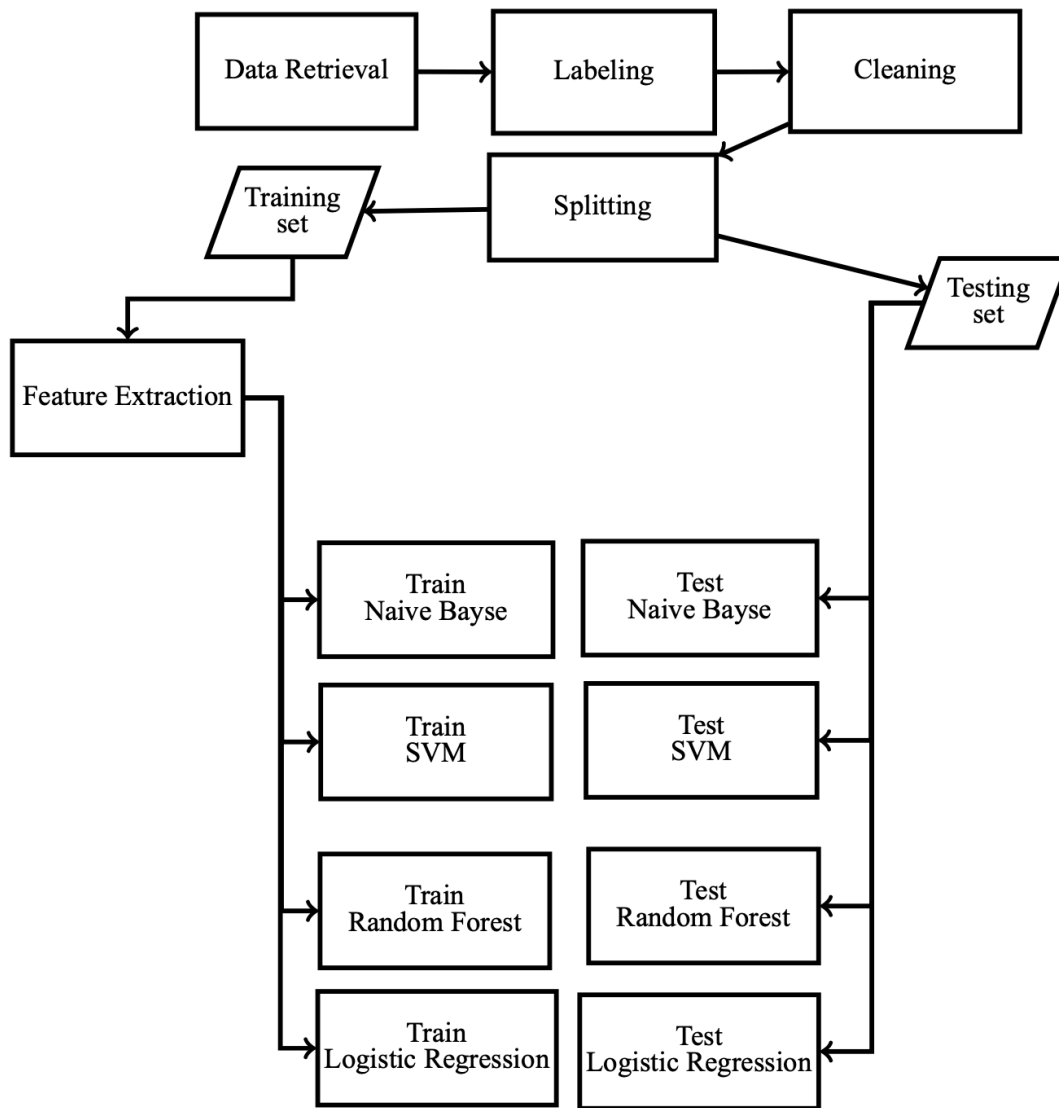 Data Retrieval
Labeling
Cleaning
Training
set
Splitting
Testing
set
Feature Extraction
Train
Naive Bayse
Test
Naive Bayse
Train
SVM
Test
SVM
Train
Random Forest
Test
Random Forest
Train
Logistic Regression
Test
Logistic Regression